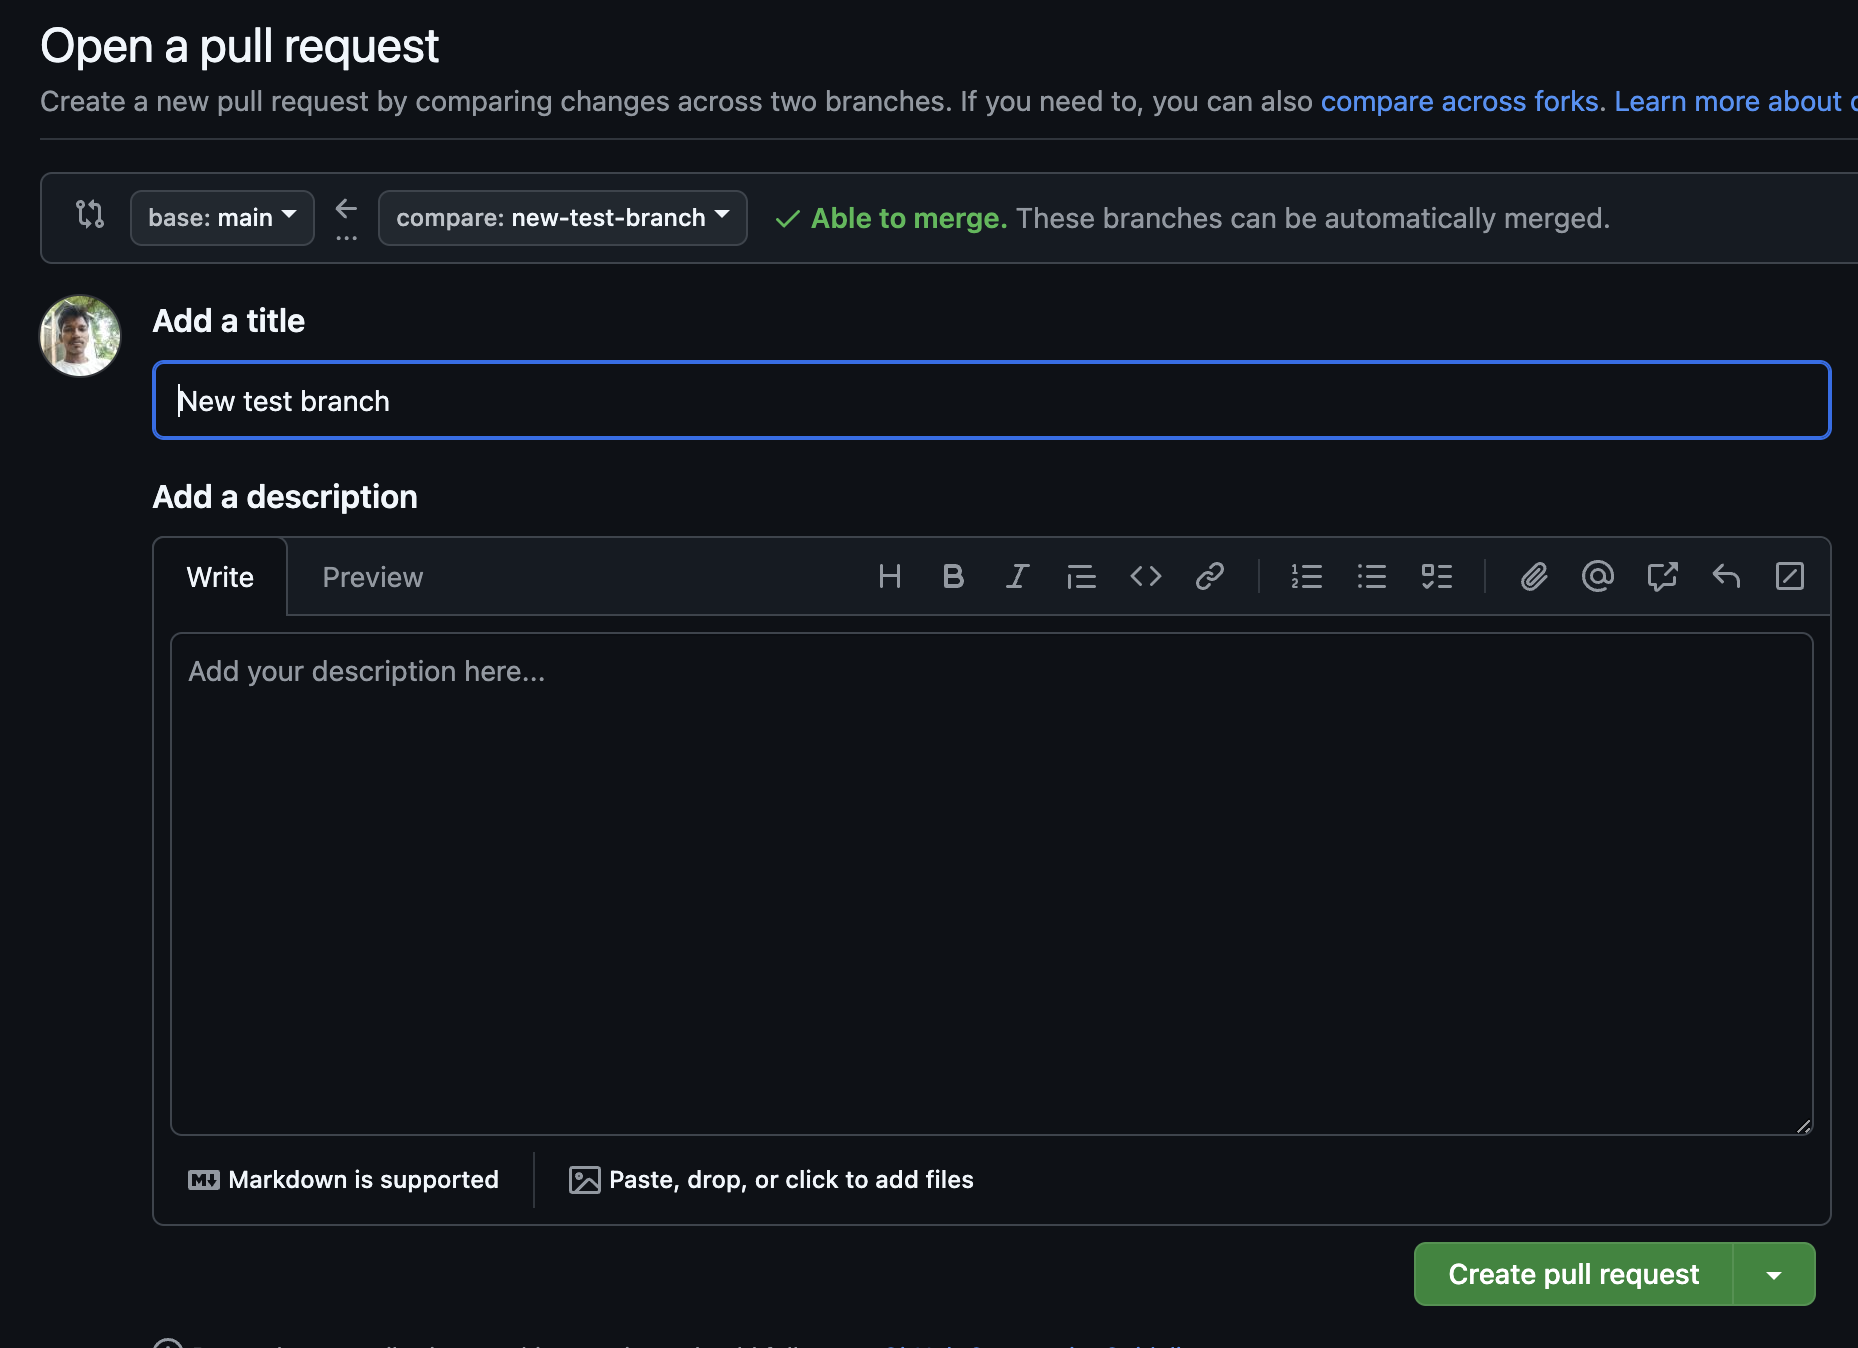 Open a pull request
Create a new pull request by comparing changes across two branches. If you need to, you can also compare across forks. Learn more about
base: main
compare: new-test-branch
Able to merge. These branches can be automatically merged.
Add a title
New test branch
Add a description
Write
Preview
Add your description here...
Markdown is supported
Paste, drop, or click to add files
Create pull request